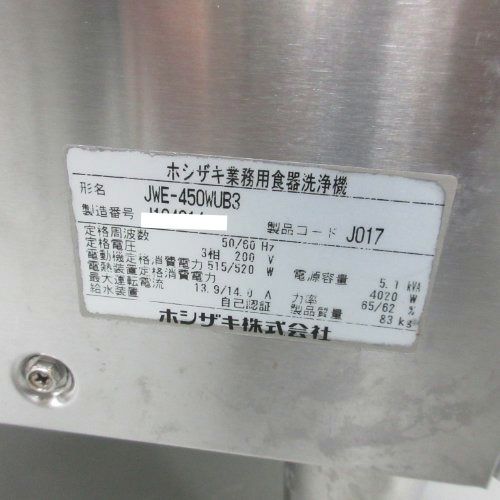 ホシザキ業務用食器洗浄機
形名 JWE-450WUB3
製造番号 製品コード J017
定格周波数 50/60 Hz
定格電圧 3相 200 V
電動機定格消費電力 515/520 W 電源容量 5.1 kVA
電熱装置定格消費電力 4020 W
最大運転電流 13.9/14.0 A 力率 65/62 %
給水装置 自己認証 製品質量 83 kg
ホシザキ株式会社